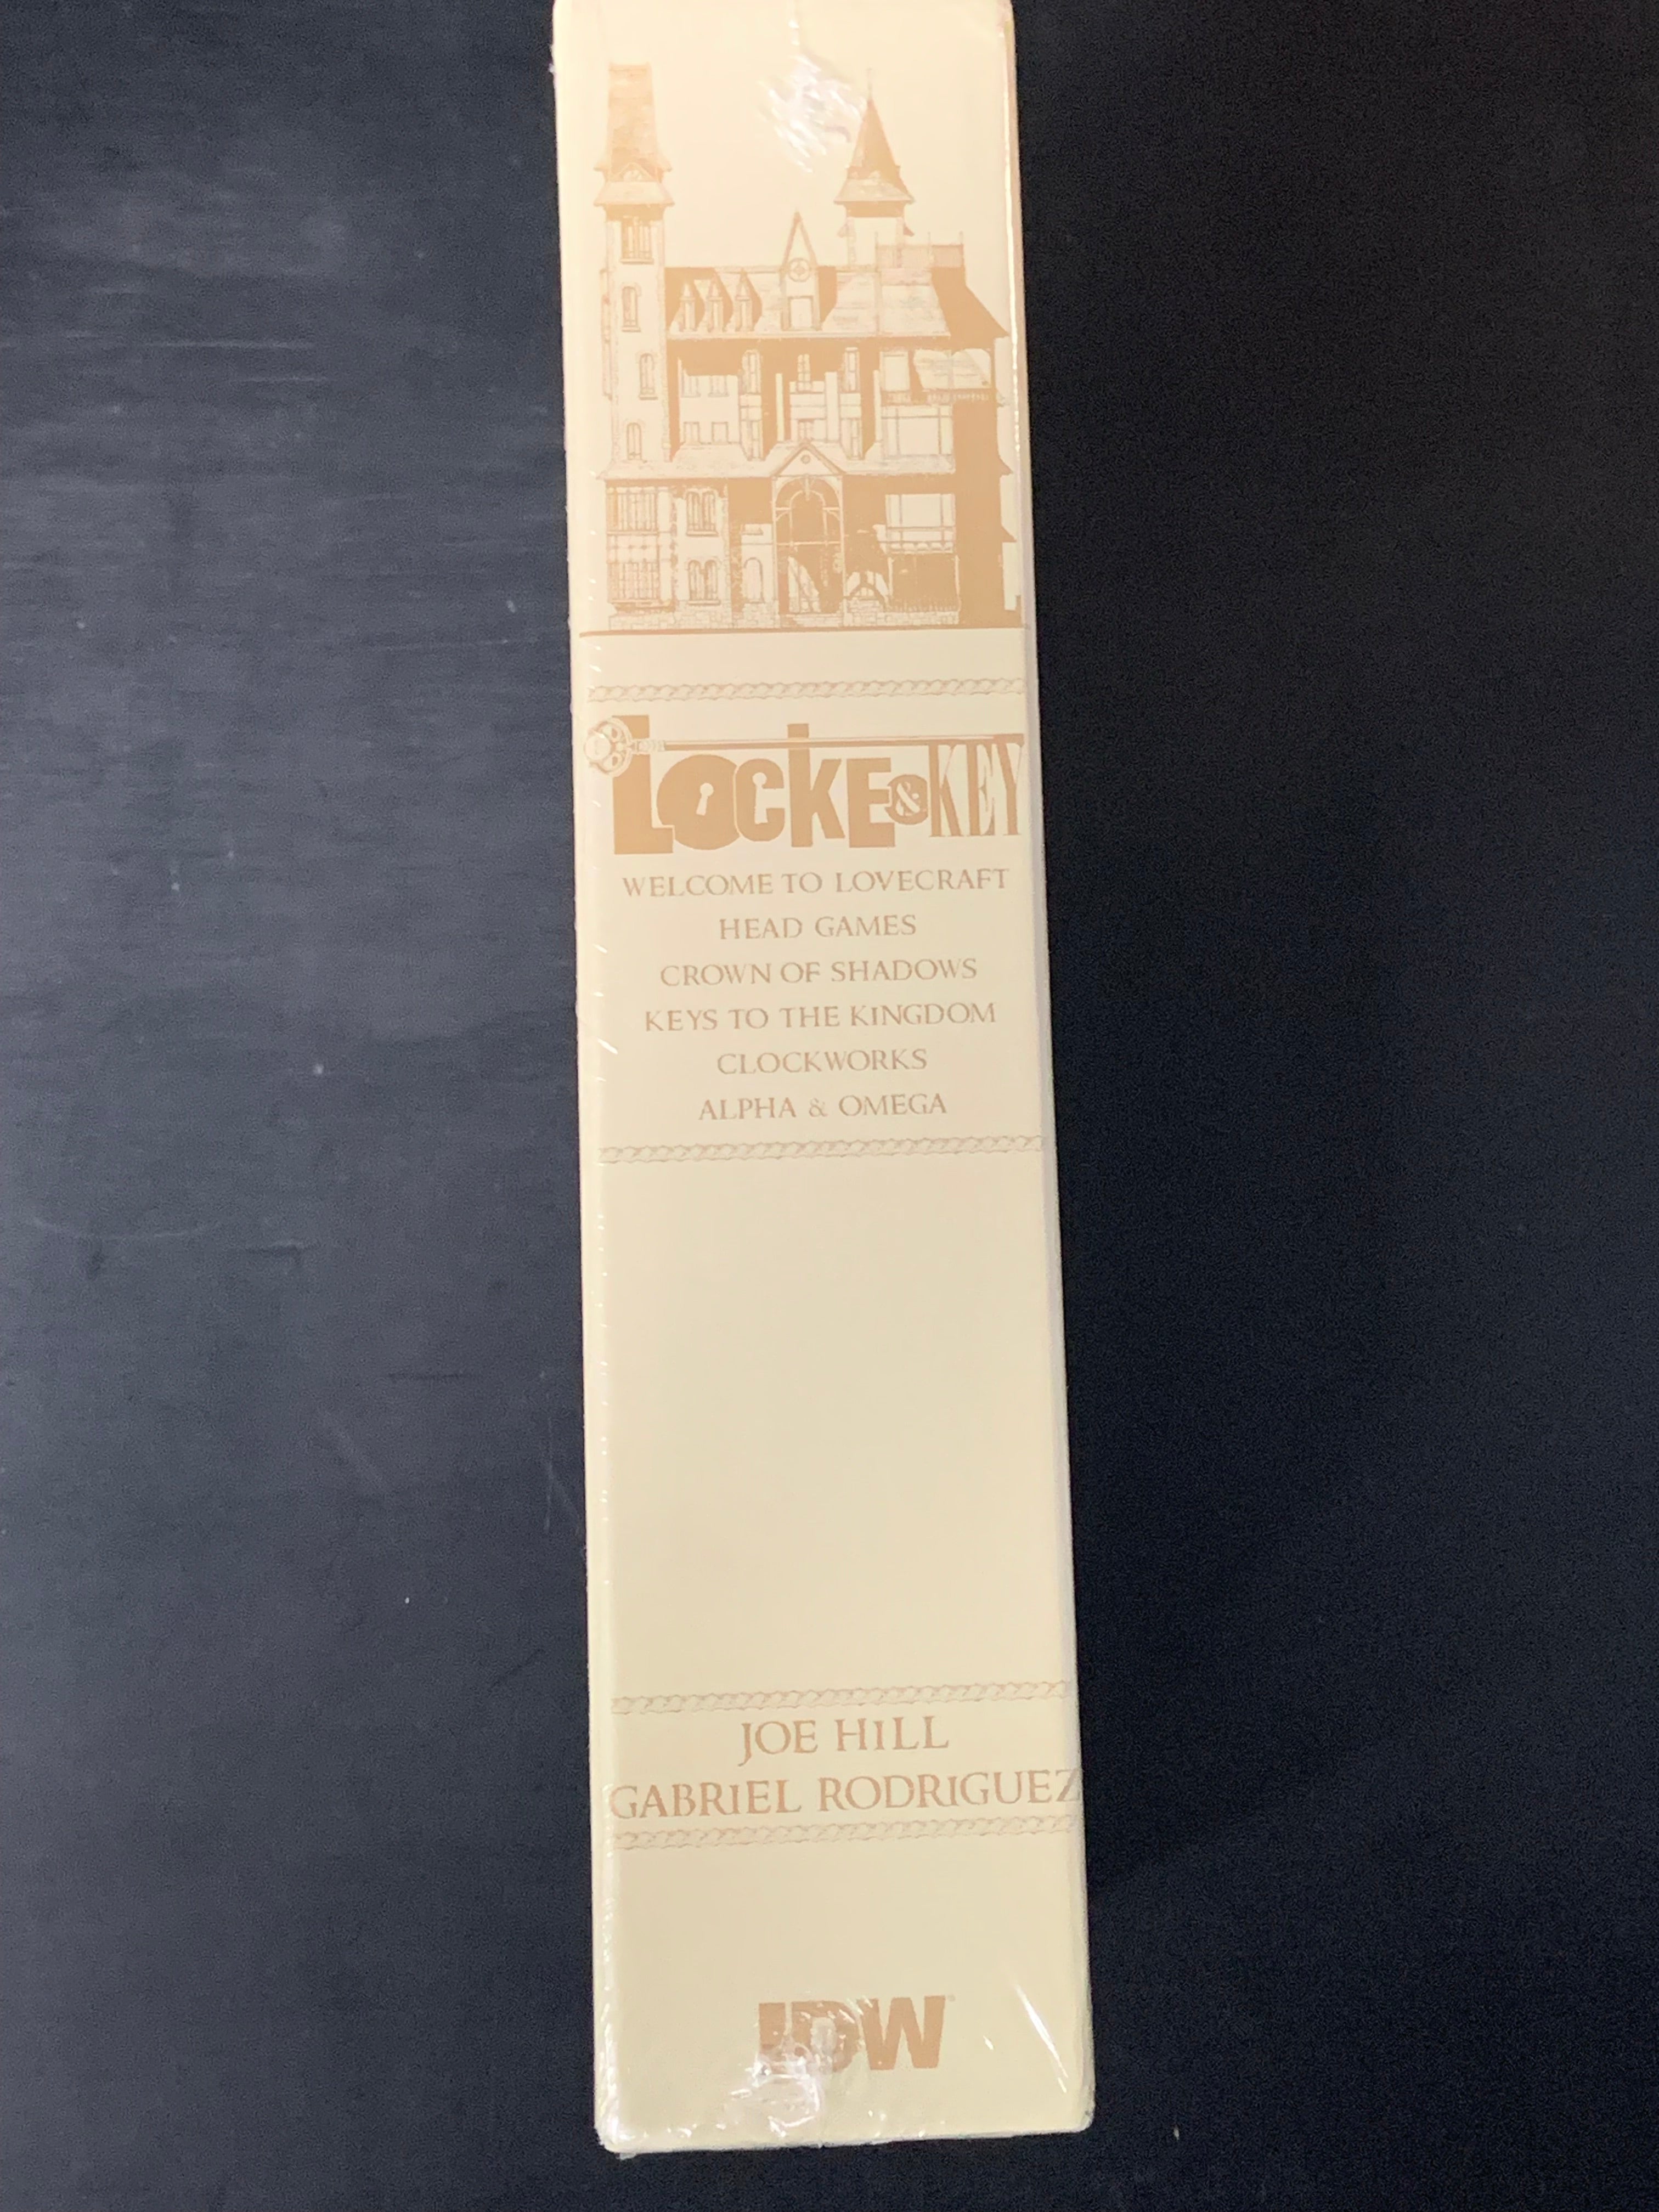 LOCKE & KEY
WELCOME TO LOVECRAFT
HEAD GAMES
CROWN OF SHADOWS
KEYS TO THE KINGDOM
CLOCKWORKS
ALPHA & OMEGA
JOE HILL
GABRIEL RODRIGUEZ
IDW